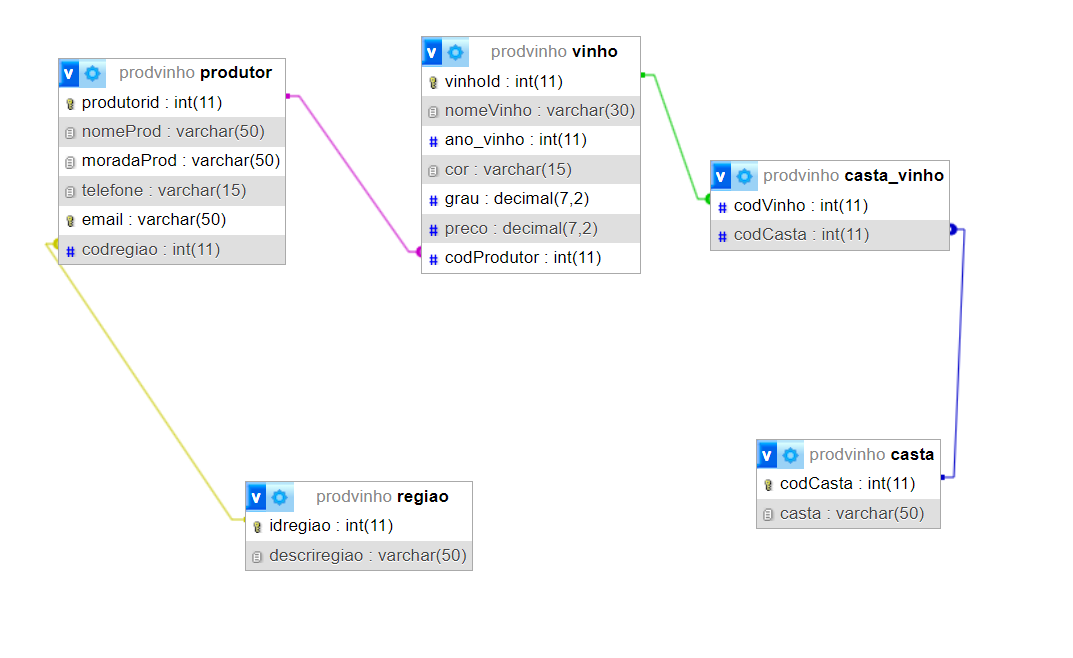 v prodvinho produtor
produtorid : int(11)
nomeProd : varchar(50)
moradaProd : varchar(50)
telefone : varchar(15)
email : varchar(50)
# codregiao : int(11)
v prodvinho vinho
vinhoId : int(11)
nomeVinho : varchar(30)
# ano_vinho : int(11)
cor : varchar(15)
# grau : decimal(7,2)
# preco : decimal(7,2)
# codProdutor : int(11)
v prodvinho casta_vinho
# codVinho : int(11)
# codCasta : int(11)
v prodvinho casta
codCasta : int(11)
casta : varchar(50)
v prodvinho regiao
idregiao : int(11)
descriregiao : varchar(50)